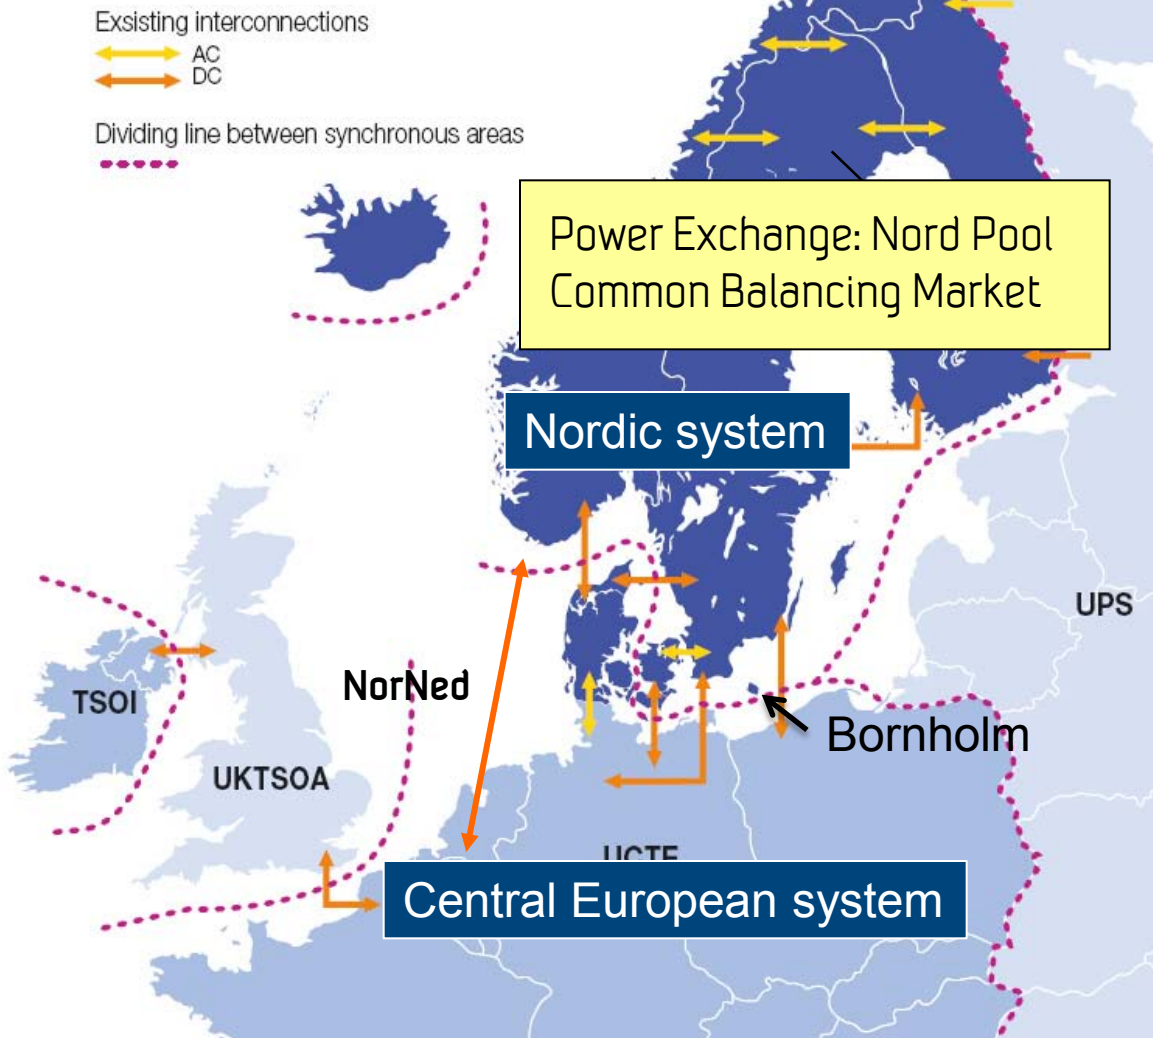 Exsisting interconnections
AC
DC
Dividing line between synchronous areas
Power Exchange: Nord Pool
Common Balancing Market
Nordic system
UPS
NorNed
TSOI
Bornholm
UKTSOA
UCTE
Central European system